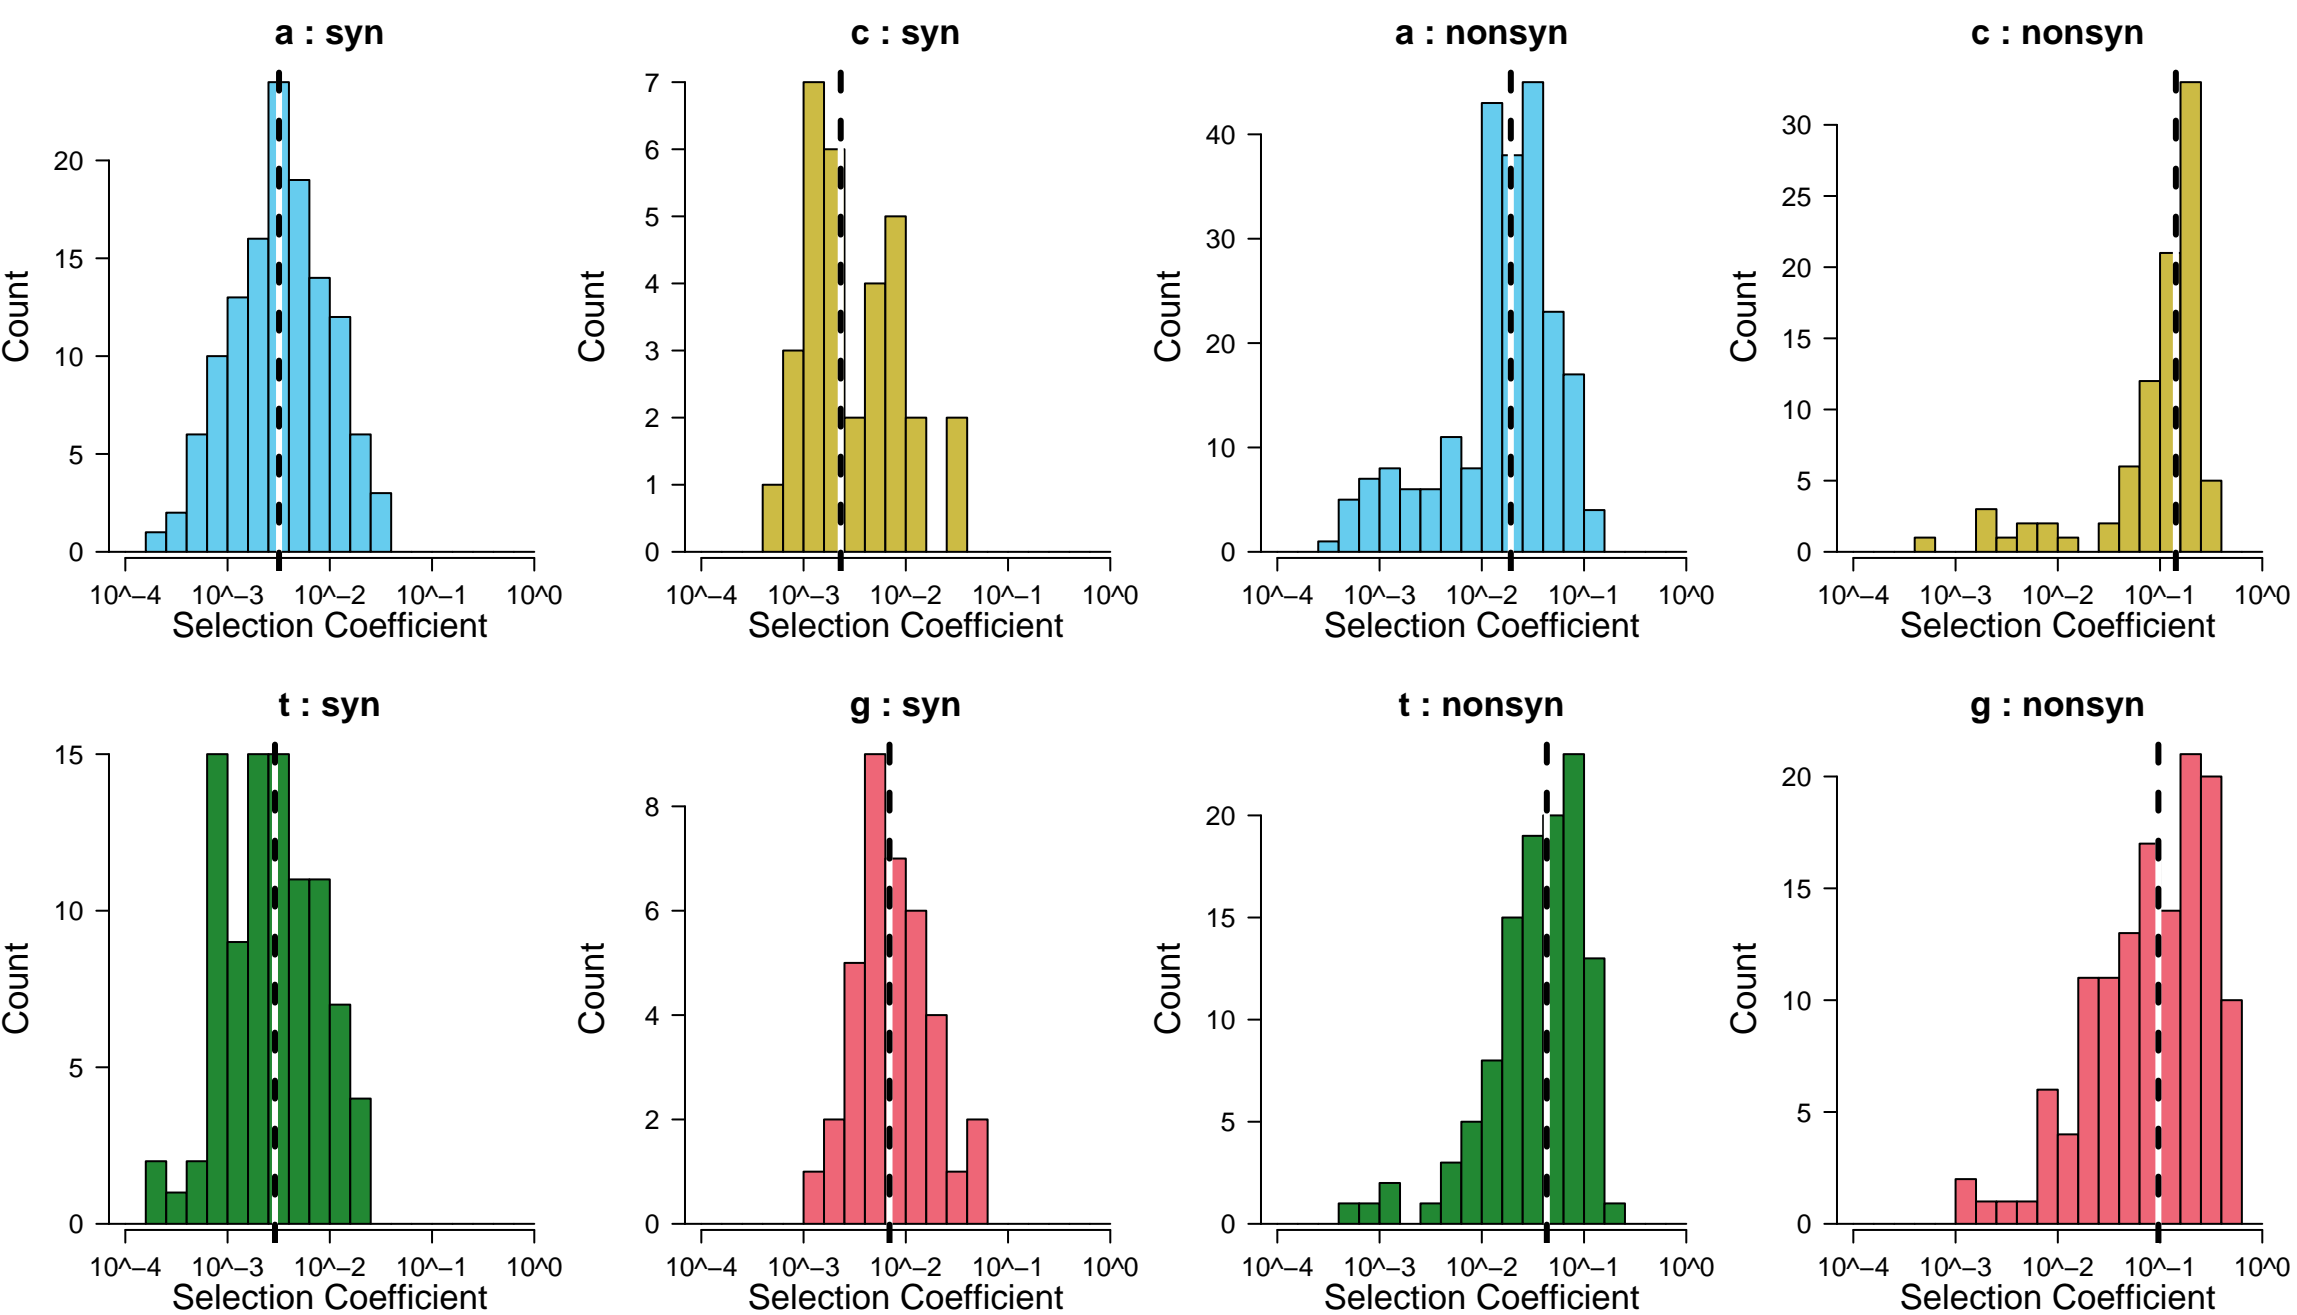 a : syn
Count
20
15
10
5
0
10^−4 10^−3 10^−2 10^−1 10^0
Selection Coefficient
c : syn
Count
7
6
5
4
3
2
1
0
10^−4 10^−3 10^−2 10^−1 10^0
Selection Coefficient
a : nonsyn
Count
40
30
20
10
0
10^−4 10^−3 10^−2 10^−1 10^0
Selection Coefficient
c : nonsyn
Count
30
25
20
15
10
5
0
10^−4 10^−3 10^−2 10^−1 10^0
Selection Coefficient
t : syn
Count
15
10
5
0
10^−4 10^−3 10^−2 10^−1 10^0
Selection Coefficient
g : syn
Count
8
6
4
2
0
10^−4 10^−3 10^−2 10^−1 10^0
Selection Coefficient
t : nonsyn
Count
20
15
10
5
0
10^−4 10^−3 10^−2 10^−1 10^0
Selection Coefficient
g : nonsyn
Count
20
15
10
5
0
10^−4 10^−3 10^−2 10^−1 10^0
Selection Coefficient